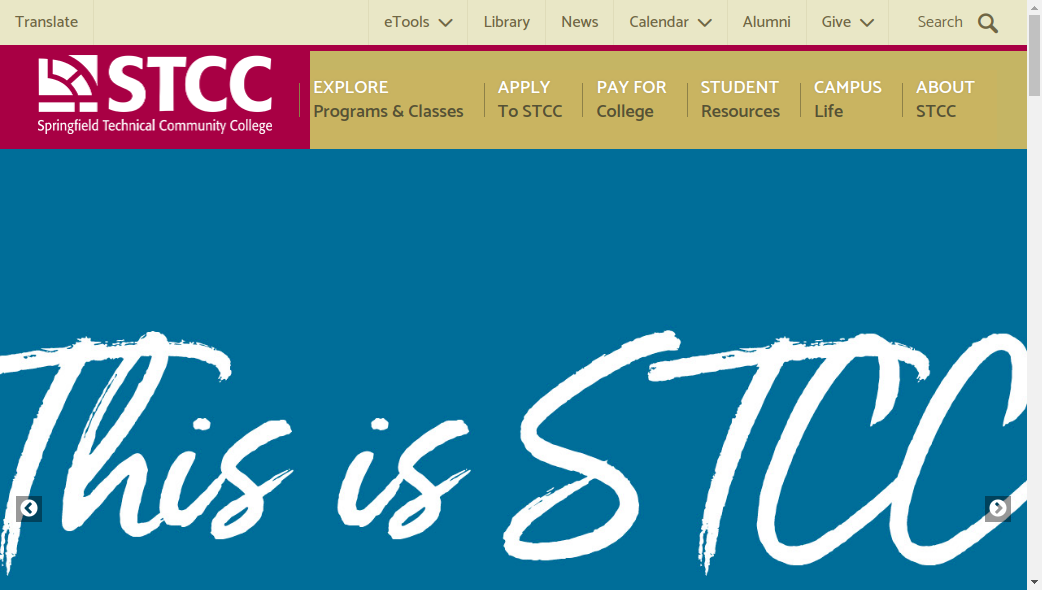 Translate
eTools
Library
News
Calendar
Alumni
Give
Search
STCC
Springfield Technical Community College
EXPLORE
Programs & Classes
APPLY
To STCC
PAY FOR
College
STUDENT
Resources
CAMPUS
Life
ABOUT
STCC
This is STCC